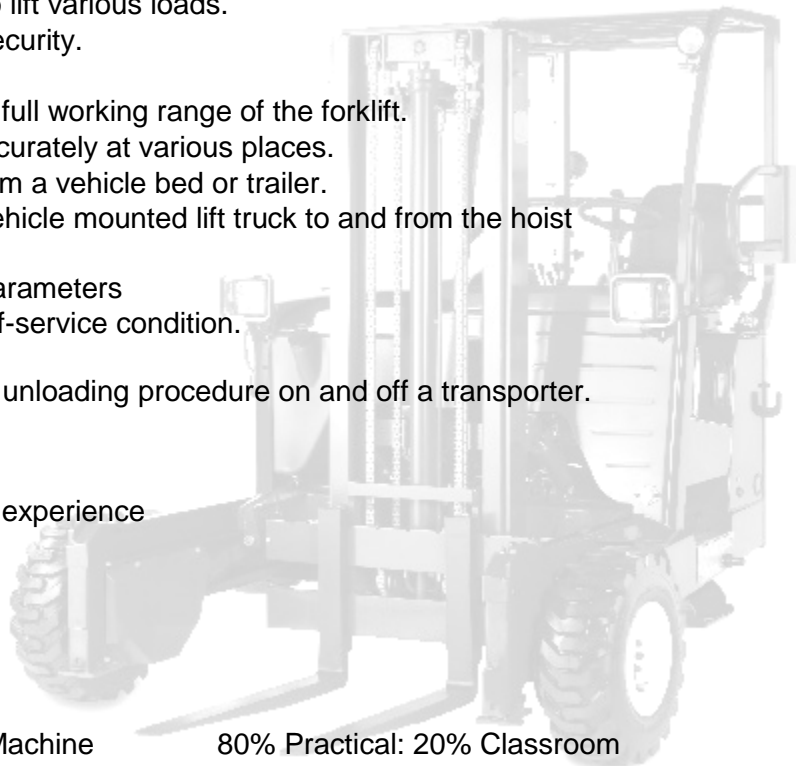 lift various loads.
ecurity.
full working range of the forklift.
curately at various places.
m a vehicle bed or trailer.
ehicle mounted lift truck to and from the hoist
arameters
f-service condition.
unloading procedure on and off a transporter.
experience
Machine 80% Practical: 20% Classroom